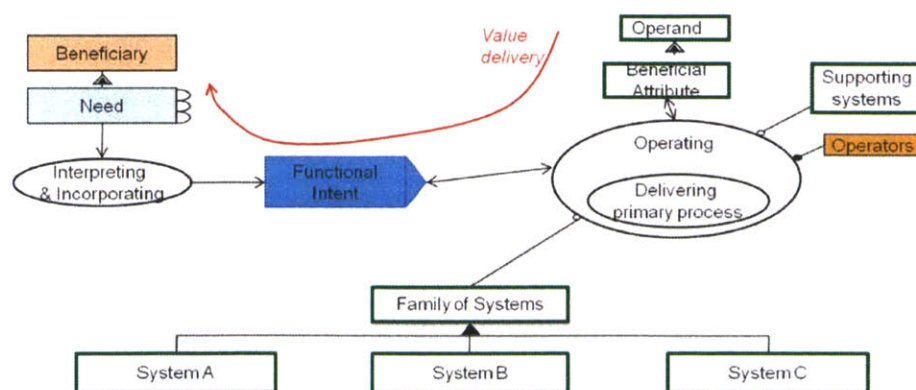 Value
delivery
Operand
Beneficiary
Beneficial
Attribute
Supporting
systems
Need
Operating
Operators
Interpreting
& Incorporating
Functional
Intent
Delivering
primary process
Family of Systems
System A
System B
System C